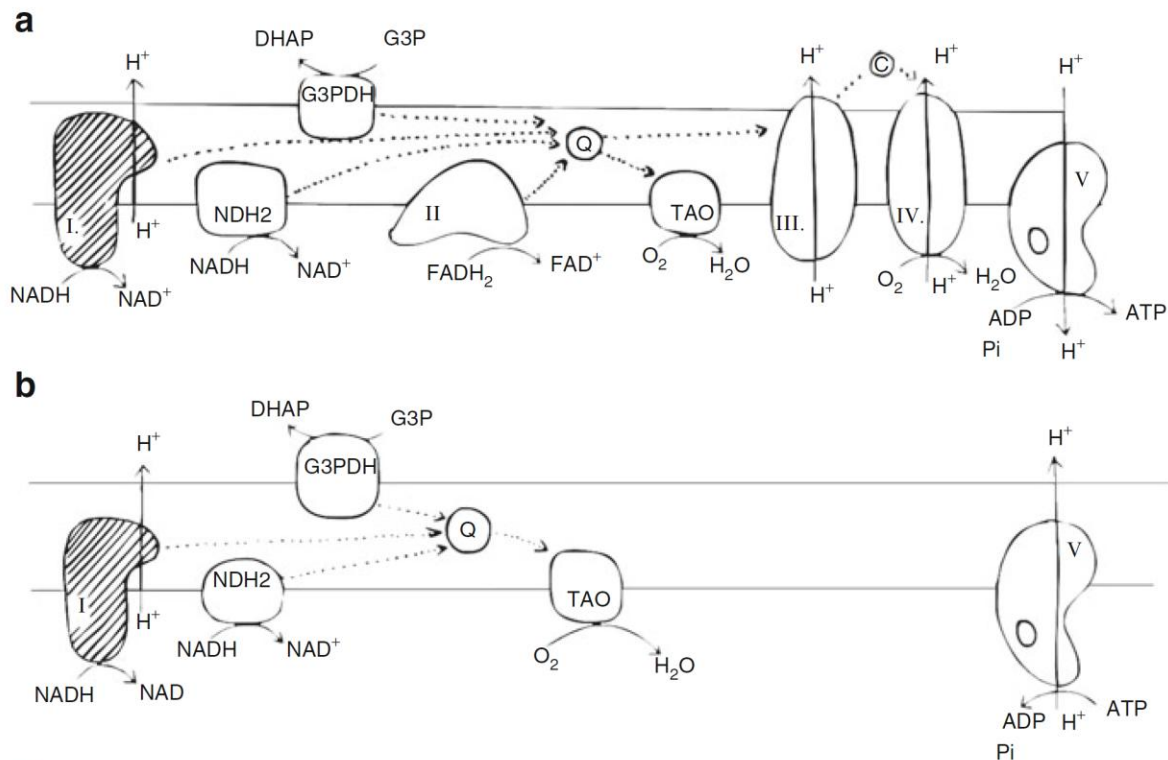 a
DHAP G3P
H⁺
G3PDH
H⁺
C
H⁺
H⁺
Q
V
I.
H⁺
NDH2
II
TAO
III.
IV.
NADH NAD⁺
NADH NAD⁺
FADH₂ FAD⁺
O₂ H₂O
H⁺
O₂ H⁺ H₂O
ADP ATP
Pi H⁺
b
DHAP G3P
H⁺
G3PDH
H⁺
Q
V
I
H⁺
NDH2
TAO
NADH NAD
NADH NAD⁺
O₂ H₂O
ADP H⁺ ATP
Pi